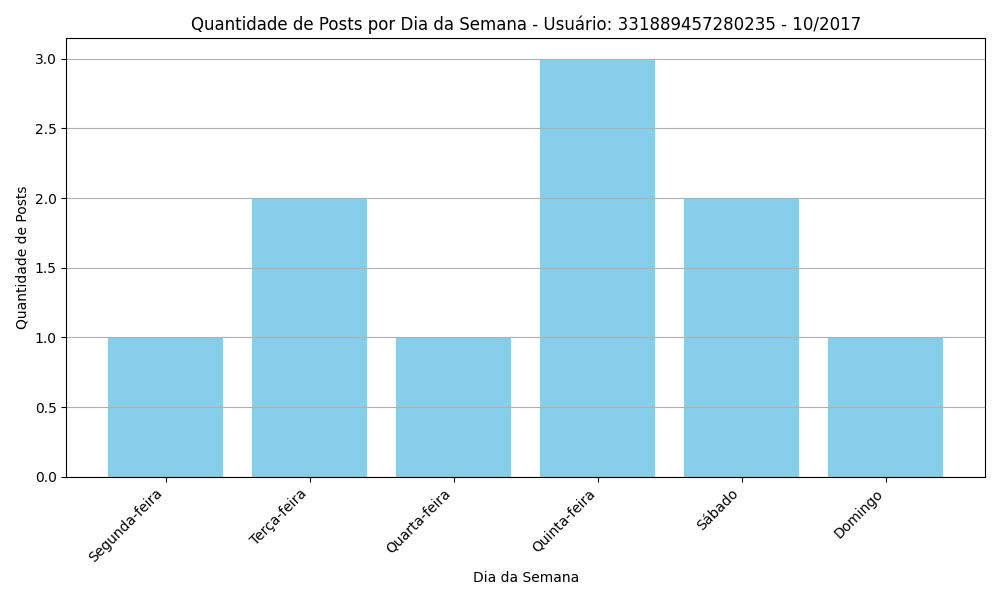 Quantidade de Posts por Dia da Semana - Usuário: 331889457280235 - 10/2017
Quantidade de Posts
3.0
2.5
2.0
1.5
1.0
0.5
0.0
Segunda-feira
Terça-feira
Quarta-feira
Quinta-feira
Sábado
Domingo
Dia da Semana